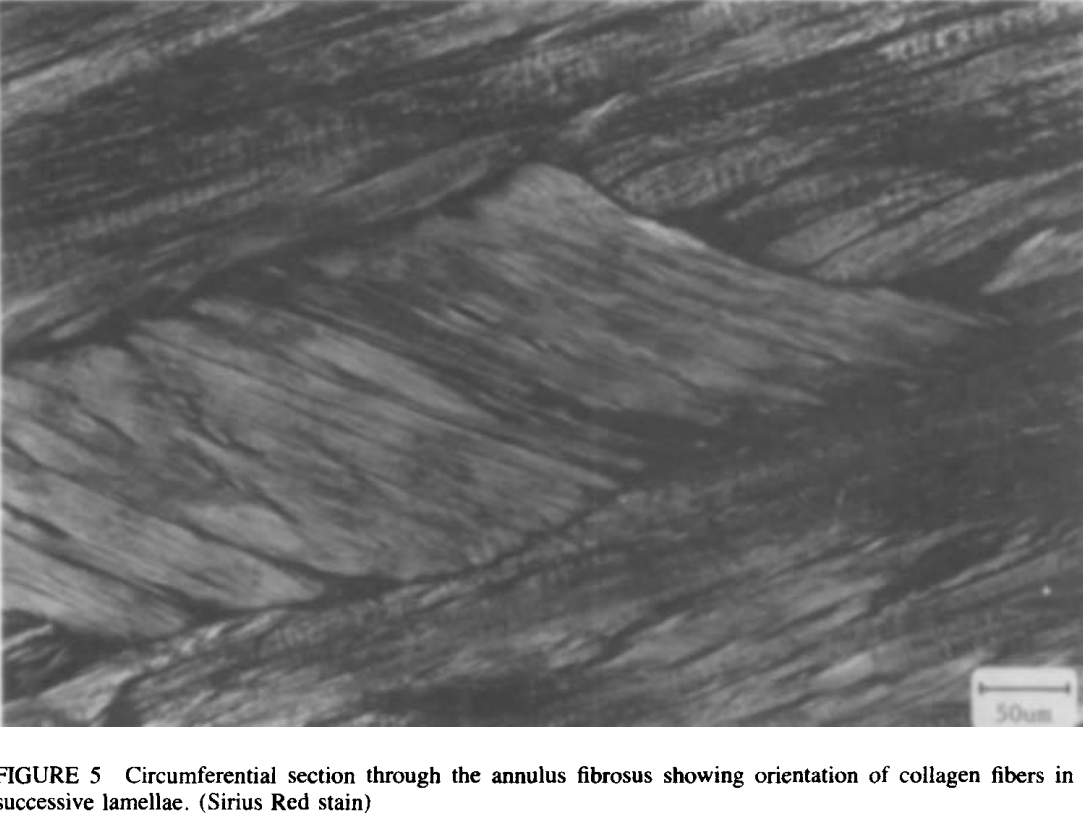 50um
FIGURE 5 Circumferential section through the annulus fibrosus showing orientation of collagen fibers in
successive lamellae. (Sirius Red stain)